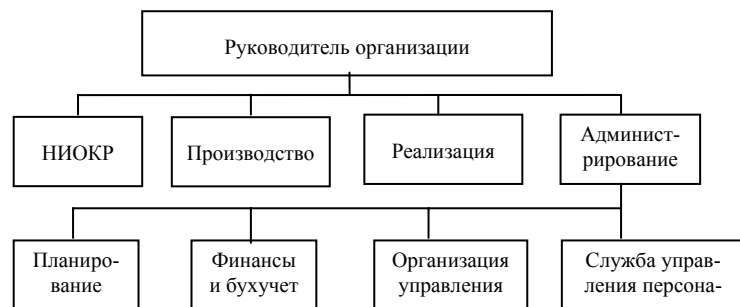 Руководитель организации
НИОКР
Производство
Реализация
Админист-
рирование
Планиро-
вание
Финансы
и бухучет
Организация
управления
Служба управ-
ления персона-